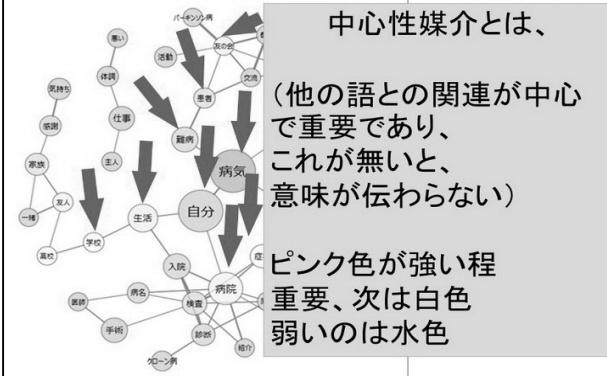 中心性媒介とは、
（他の語との関連が中心
で重要であり、
これが無いと、
意味が伝わらない）
ピンク色が強い程
重要、次は白色
弱いのは水色
パーキンソン病
悪い
友の会
活動
体調
交流
気持ち
患者
仕事
感謝
難病
主人
家族
病気
友人
自分
一緒
生活
学校
高校
入院
病院
病名
医師
検査
手術
診断
紹介
クローン病